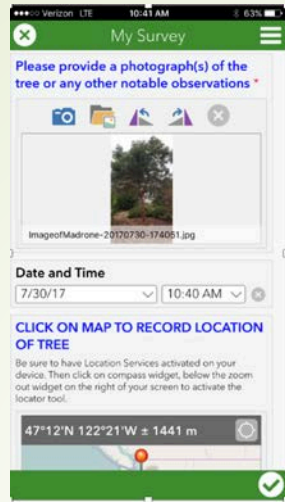 Verizon LTE 10:41 AM 63%
My Survey
Please provide a photograph(s) of the
tree or any other notable observations *
ImageofMadrone-20170730-174051.jpg
Date and Time
7/30/17 10:40 AM
CLICK ON MAP TO RECORD LOCATION
OF TREE
Be sure to have Location Services activated on your
device. Then click on compass widget, below the zoom
out widget on the right of your screen to activate the
locator tool.
47°12'N 122°21'W ± 1441 m